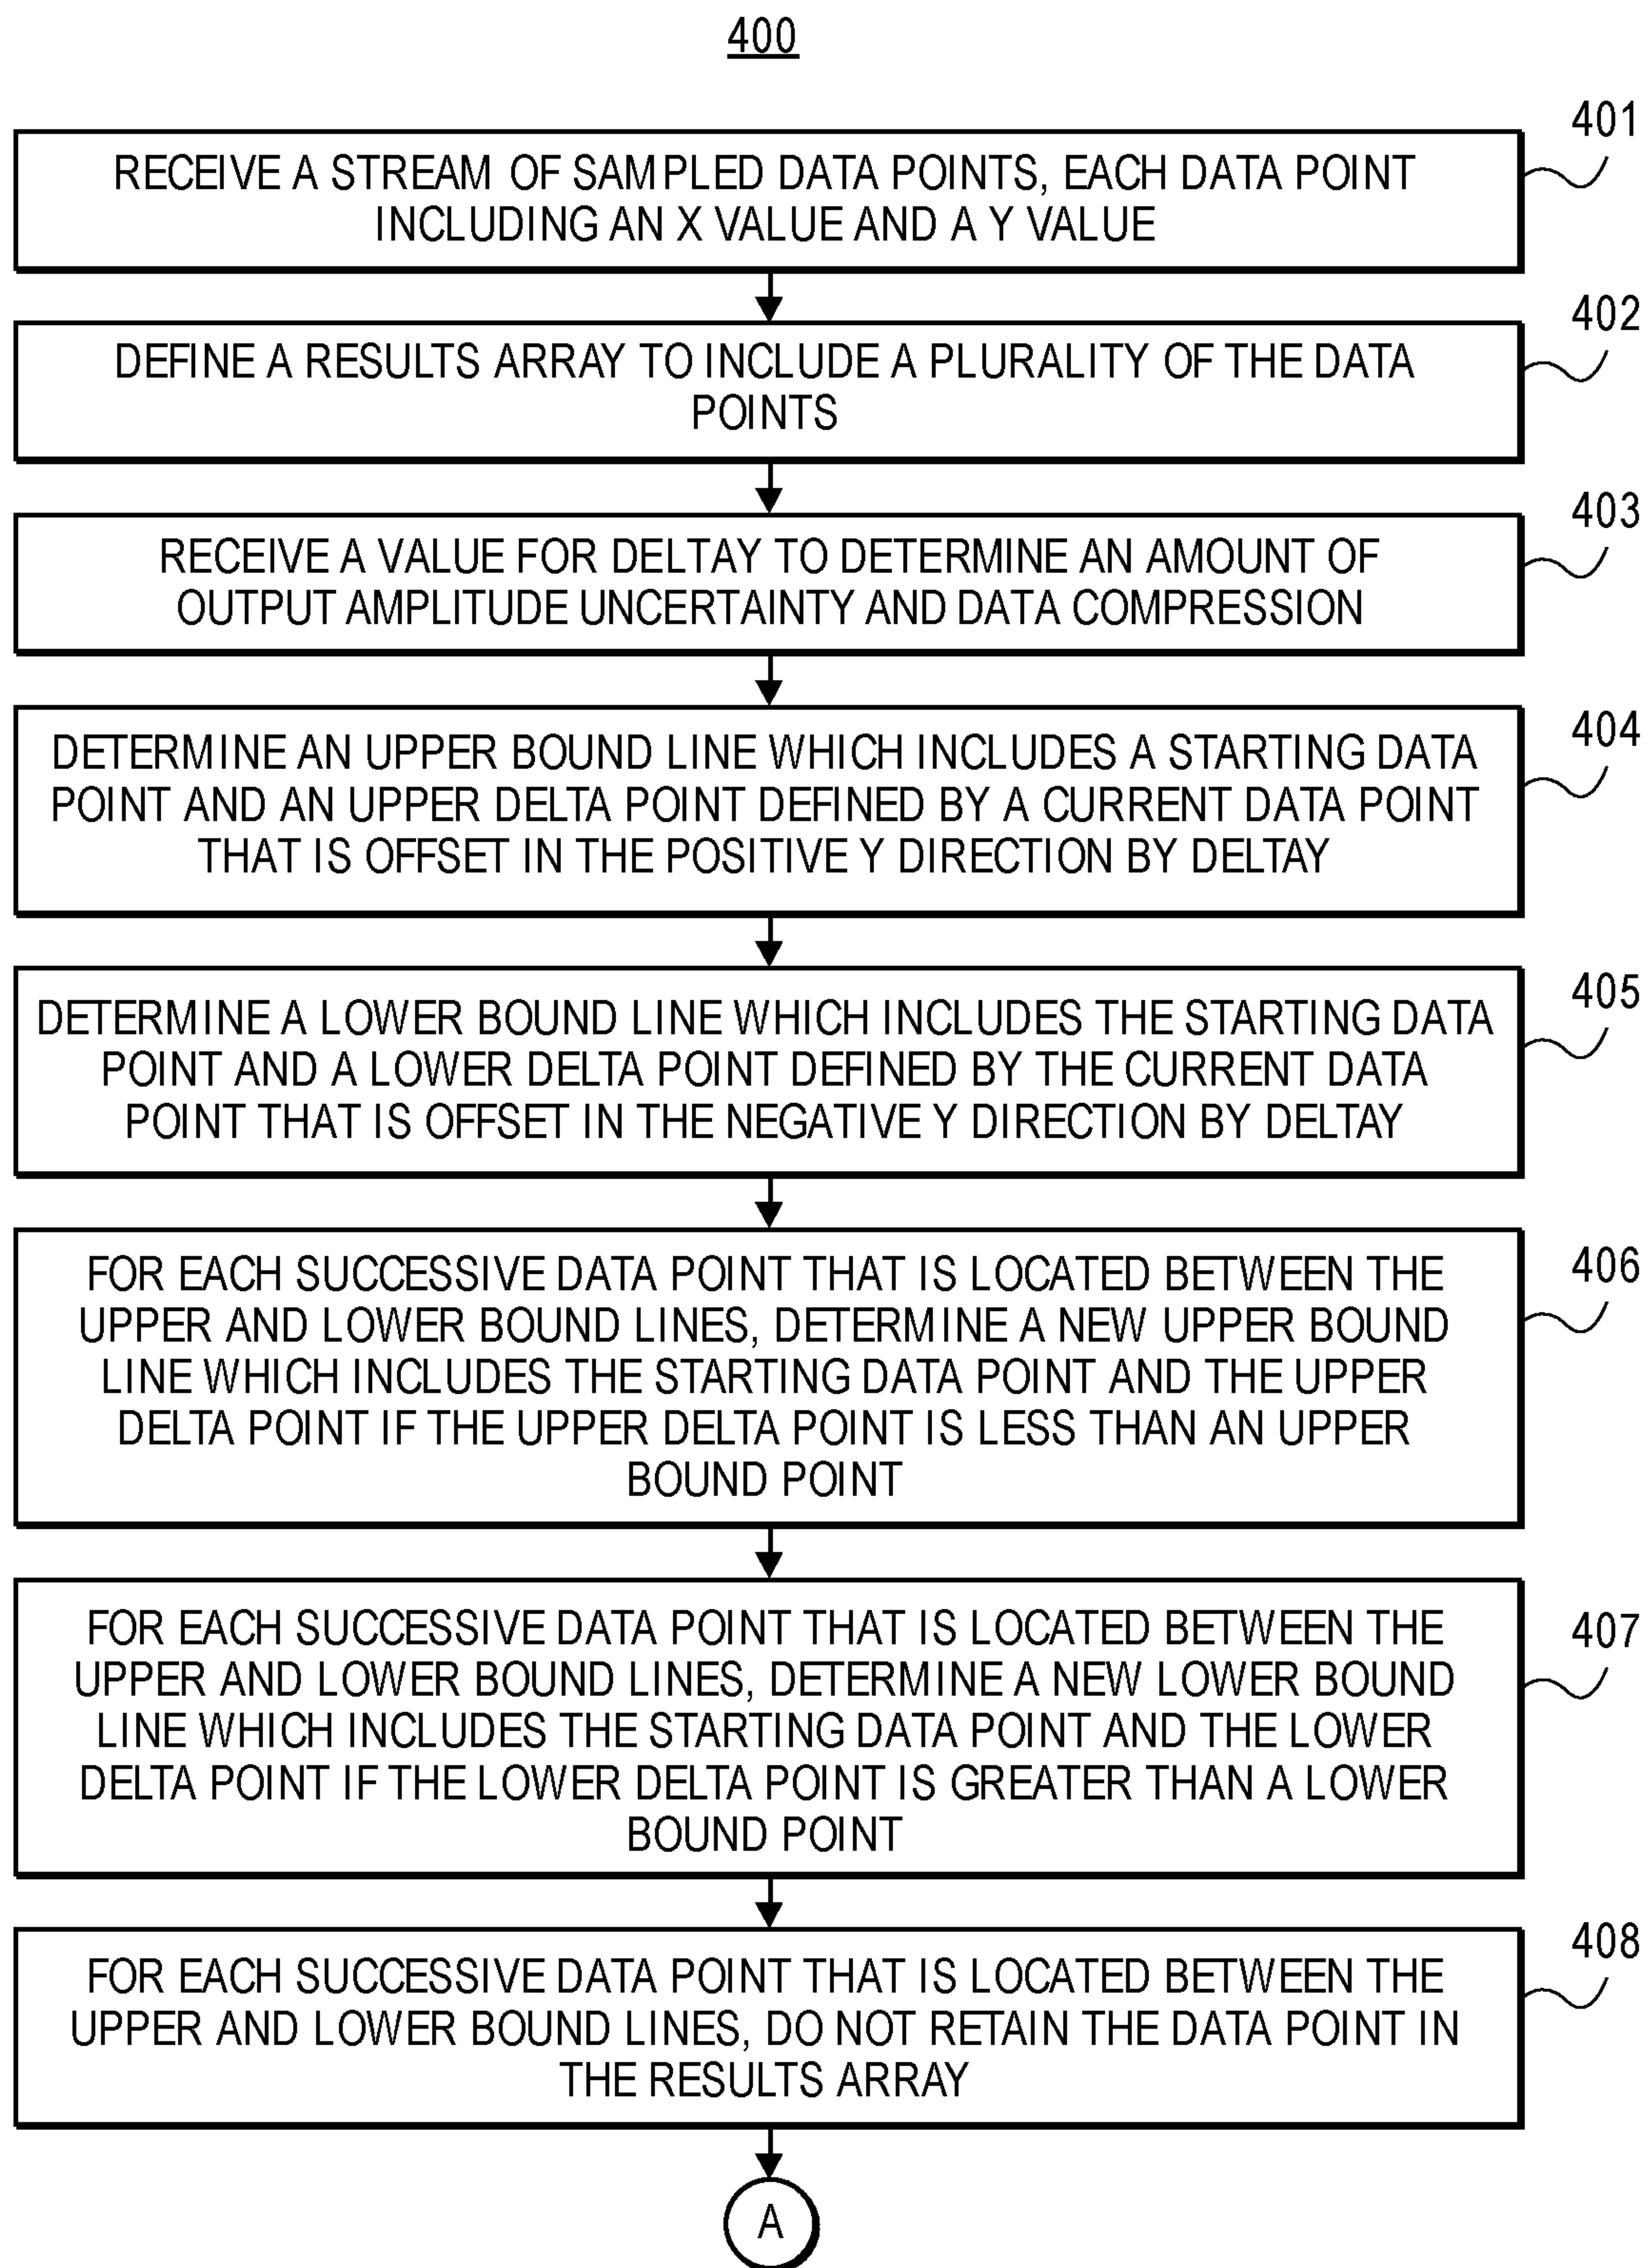 400
401
RECEIVE A STREAM OF SAMPLED DATA POINTS, EACH DATA POINT
INCLUDING AN X VALUE AND A Y VALUE
402
DEFINE A RESULTS ARRAY TO INCLUDE A PLURALITY OF THE DATA
POINTS
403
RECEIVE A VALUE FOR DELTAY TO DETERMINE AN AMOUNT OF
OUTPUT AMPLITUDE UNCERTAINTY AND DATA COMPRESSION
404
DETERMINE AN UPPER BOUND LINE WHICH INCLUDES A STARTING DATA
POINT AND AN UPPER DELTA POINT DEFINED BY A CURRENT DATA POINT
THAT IS OFFSET IN THE POSITIVE Y DIRECTION BY DELTAY
405
DETERMINE A LOWER BOUND LINE WHICH INCLUDES THE STARTING DATA
POINT AND A LOWER DELTA POINT DEFINED BY THE CURRENT DATA
POINT THAT IS OFFSET IN THE NEGATIVE Y DIRECTION BY DELTAY
406
FOR EACH SUCCESSIVE DATA POINT THAT IS LOCATED BETWEEN THE
UPPER AND LOWER BOUND LINES, DETERMINE A NEW UPPER BOUND
LINE WHICH INCLUDES THE STARTING DATA POINT AND THE UPPER
DELTA POINT IF THE UPPER DELTA POINT IS LESS THAN AN UPPER
BOUND POINT
407
FOR EACH SUCCESSIVE DATA POINT THAT IS LOCATED BETWEEN THE
UPPER AND LOWER BOUND LINES, DETERMINE A NEW LOWER BOUND
LINE WHICH INCLUDES THE STARTING DATA POINT AND THE LOWER
DELTA POINT IF THE LOWER DELTA POINT IS GREATER THAN A LOWER
BOUND POINT
408
FOR EACH SUCCESSIVE DATA POINT THAT IS LOCATED BETWEEN THE
UPPER AND LOWER BOUND LINES, DO NOT RETAIN THE DATA POINT IN
THE RESULTS ARRAY
A